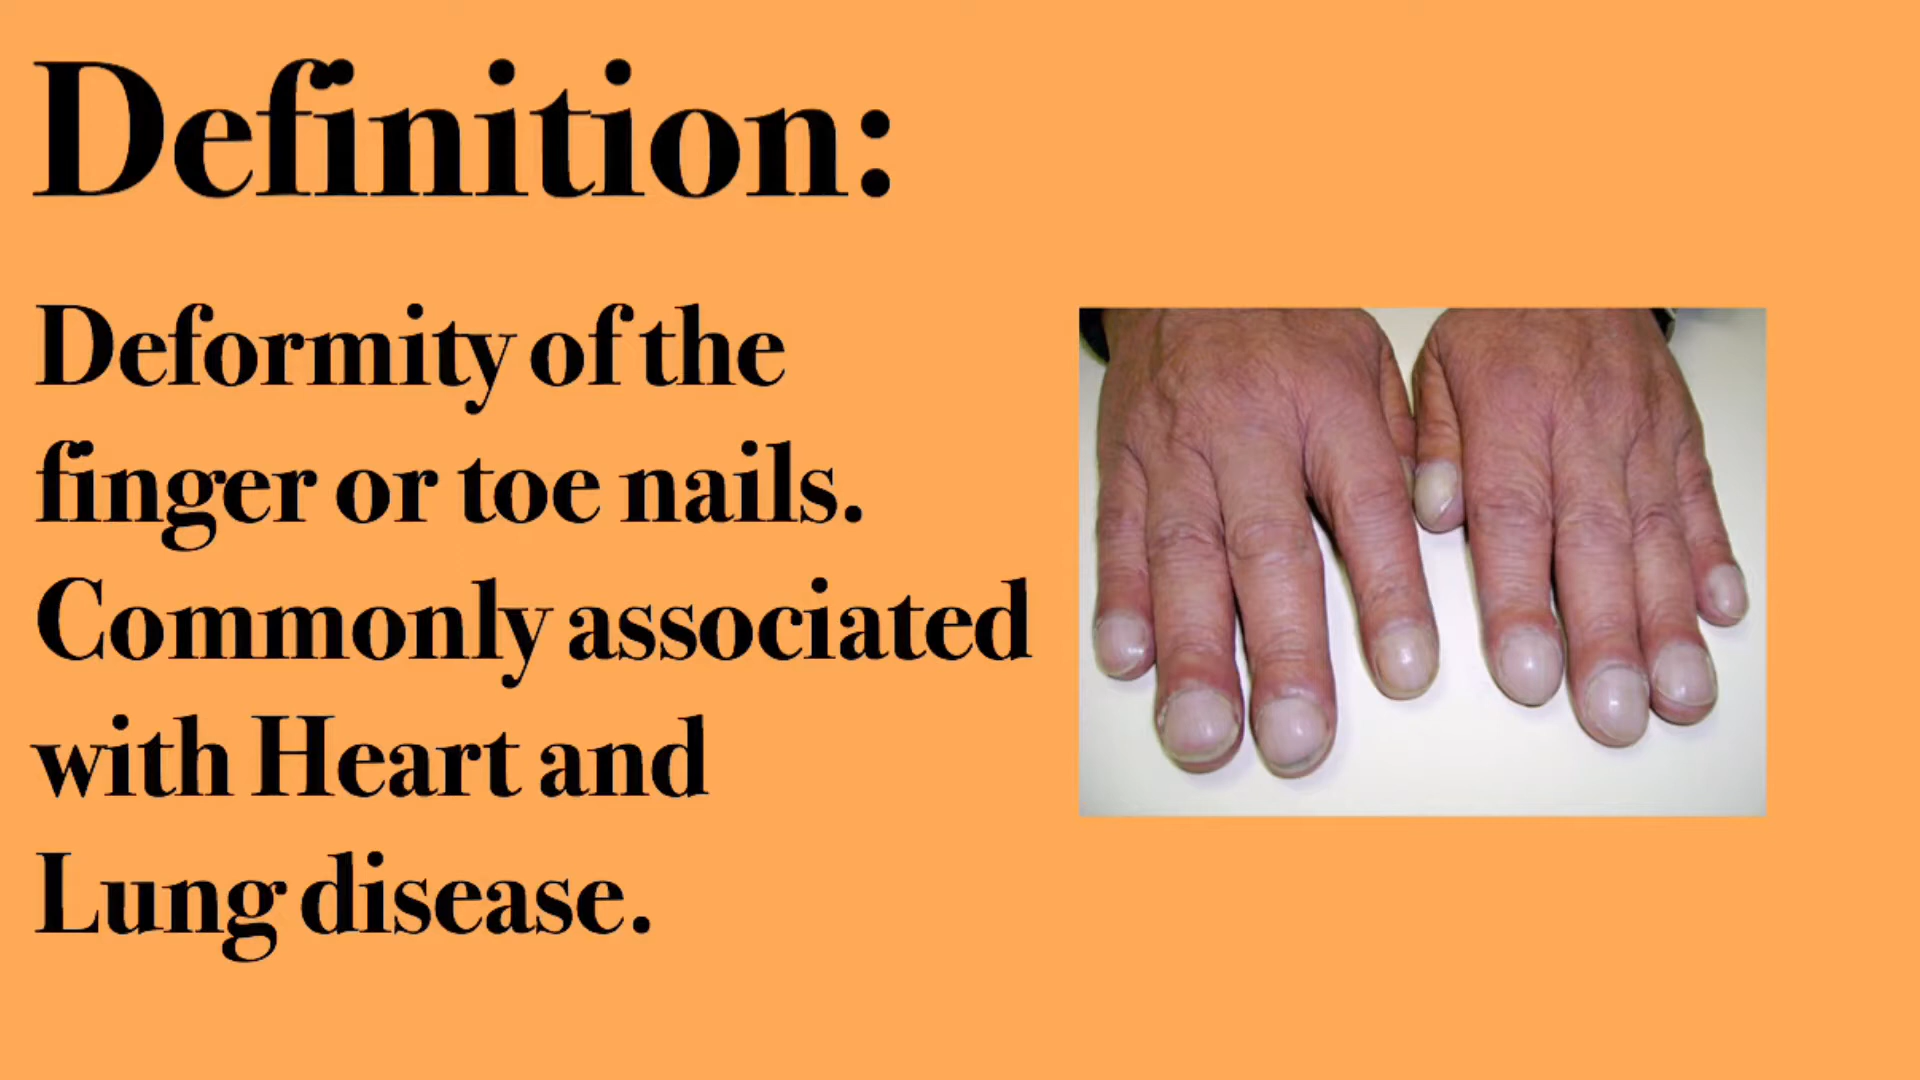 Definition:
Deformity of the
finger or toe nails.
Commonly associated
with Heart and
Lung disease.